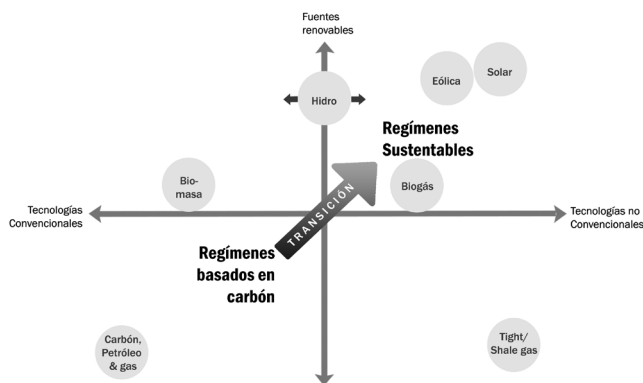 Fuentes
renovables
Eólica
Solar
Hidro
Regímenes
Sustentables
Bio-
masa
Biogás
TRANSICIÓN
Tecnologías
Convencionales
Tecnologías no
Convencionales
Regímenes
basados en
carbón
Carbón,
Petróleo
& gas
Tight/
Shale gas